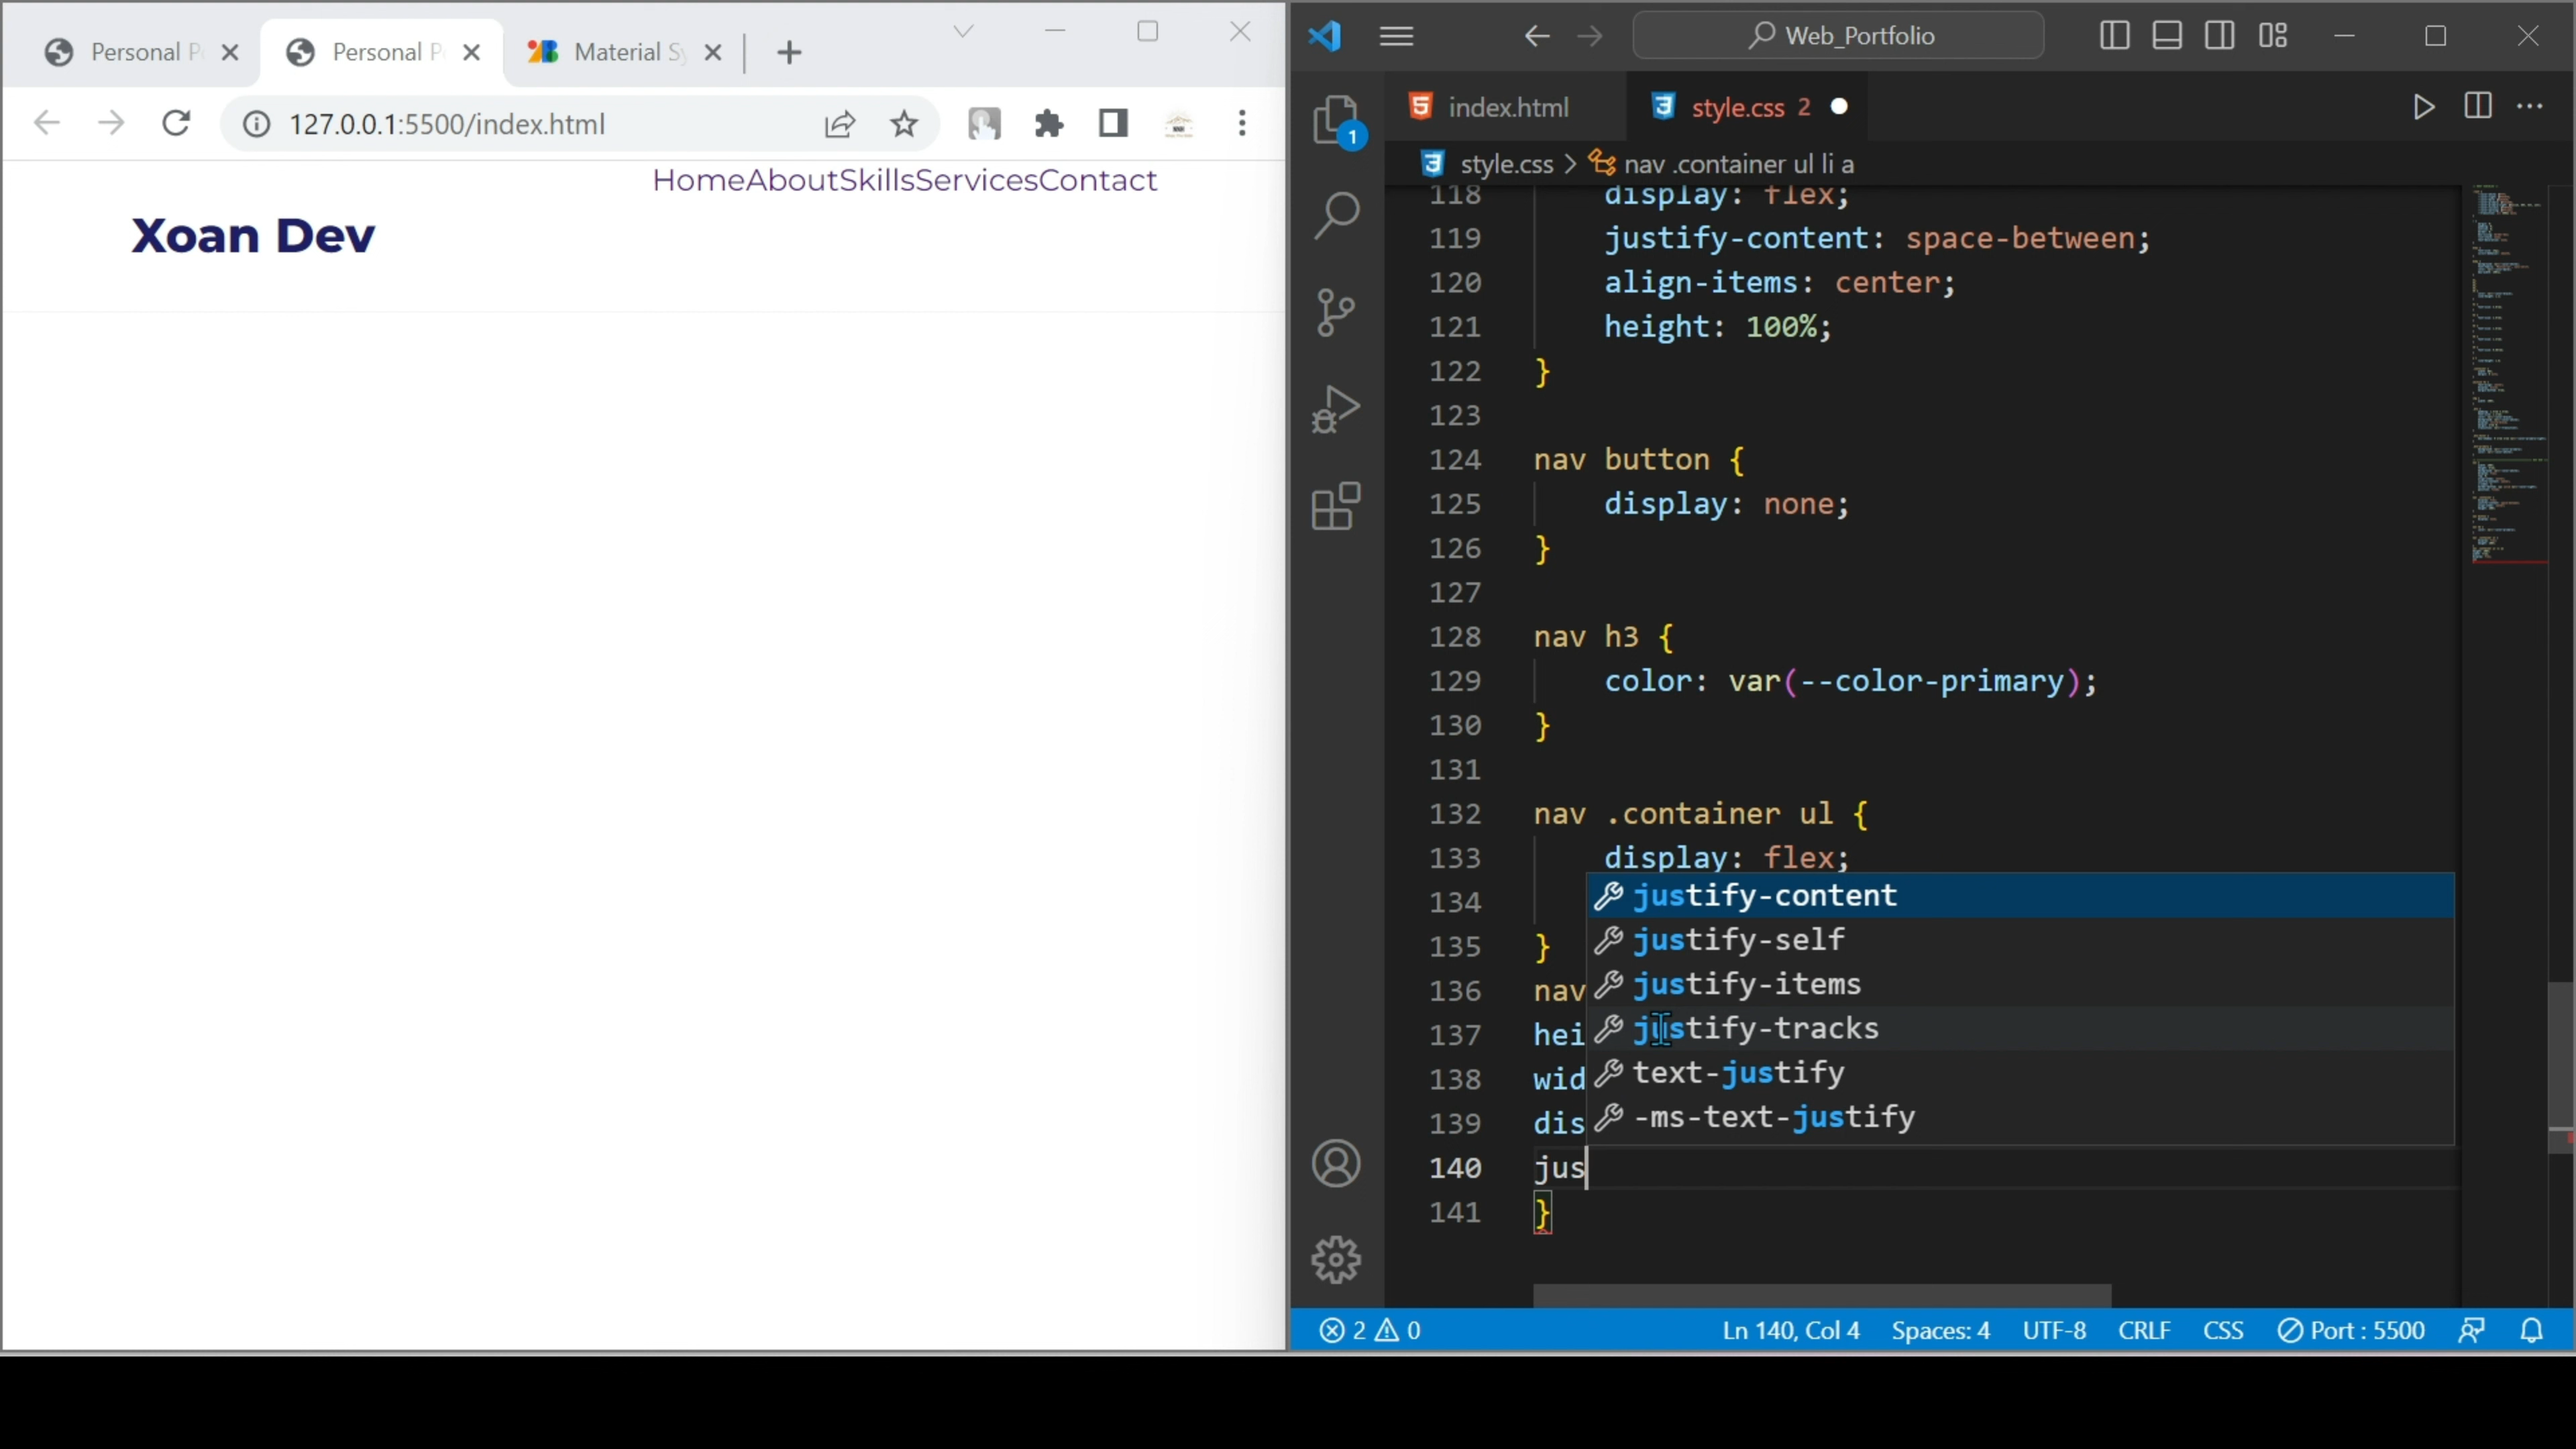 Personal P
Personal P
Material Sy
127.0.0.1:5500/index.html
HomeAboutSkillsServicesContact
Xoan Dev
Web_Portfolio
1
index.html
style.css 2
style.css > nav .container ul li a
118 display: flex;
119 justify-content: space-between;
120 align-items: center;
121 height: 100%;
122 }
123
124 nav button {
125 display: none;
126 }
127
128 nav h3 {
129 color: var(--color-primary);
130 }
131
132 nav .container ul {
133 display: flex;
134
135 }
136 nav
137 hei
138 wid
139 dis
140 jus
141 }
justify-content
justify-self
justify-items
justify-tracks
text-justify
-ms-text-justify
2 0
Ln 140, Col 4
Spaces: 4
UTF-8
CRLF
CSS
Port : 5500